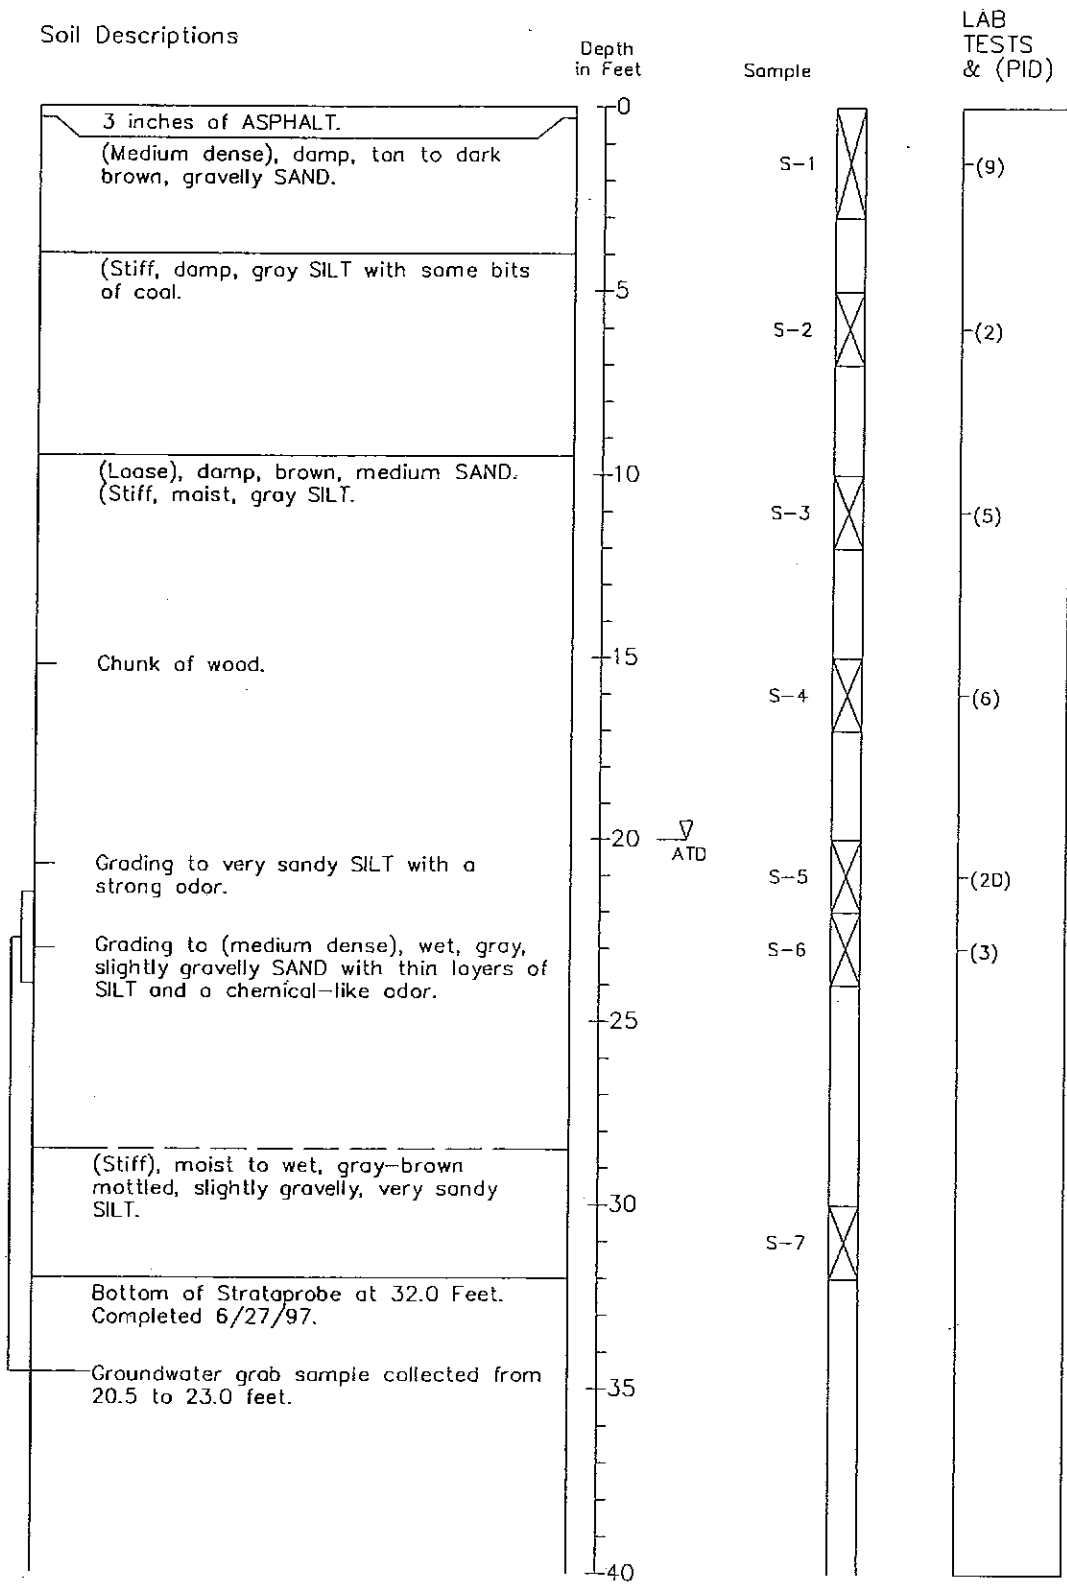 Soil Descriptions
Depth
in Feet
Sample
LAB
TESTS
& (PID)
3 inches of ASPHALT.
(Medium dense), damp, tan to dark
brown, gravelly SAND.
(Stiff, damp, gray SILT with some bits
of coal.
(Loose), damp, brown, medium SAND.
(Stiff, moist, gray SILT.
Chunk of wood.
Grading to very sandy SILT with a
strong odor.
Grading to (medium dense), wet, gray,
slightly gravelly SAND with thin layers of
SILT and a chemical-like odor.
(Stiff), moist to wet, gray-brown
mottled, slightly gravelly, very sandy
SILT.
Bottom of Strataprobe at 32.0 Feet.
Completed 6/27/97.
Groundwater grab sample collected from
20.5 to 23.0 feet.
0
5
10
15
20
25
30
35
40
ATD
S-1
S-2
S-3
S-4
S-5
S-6
S-7
(9)
(2)
(5)
(6)
(20)
(3)